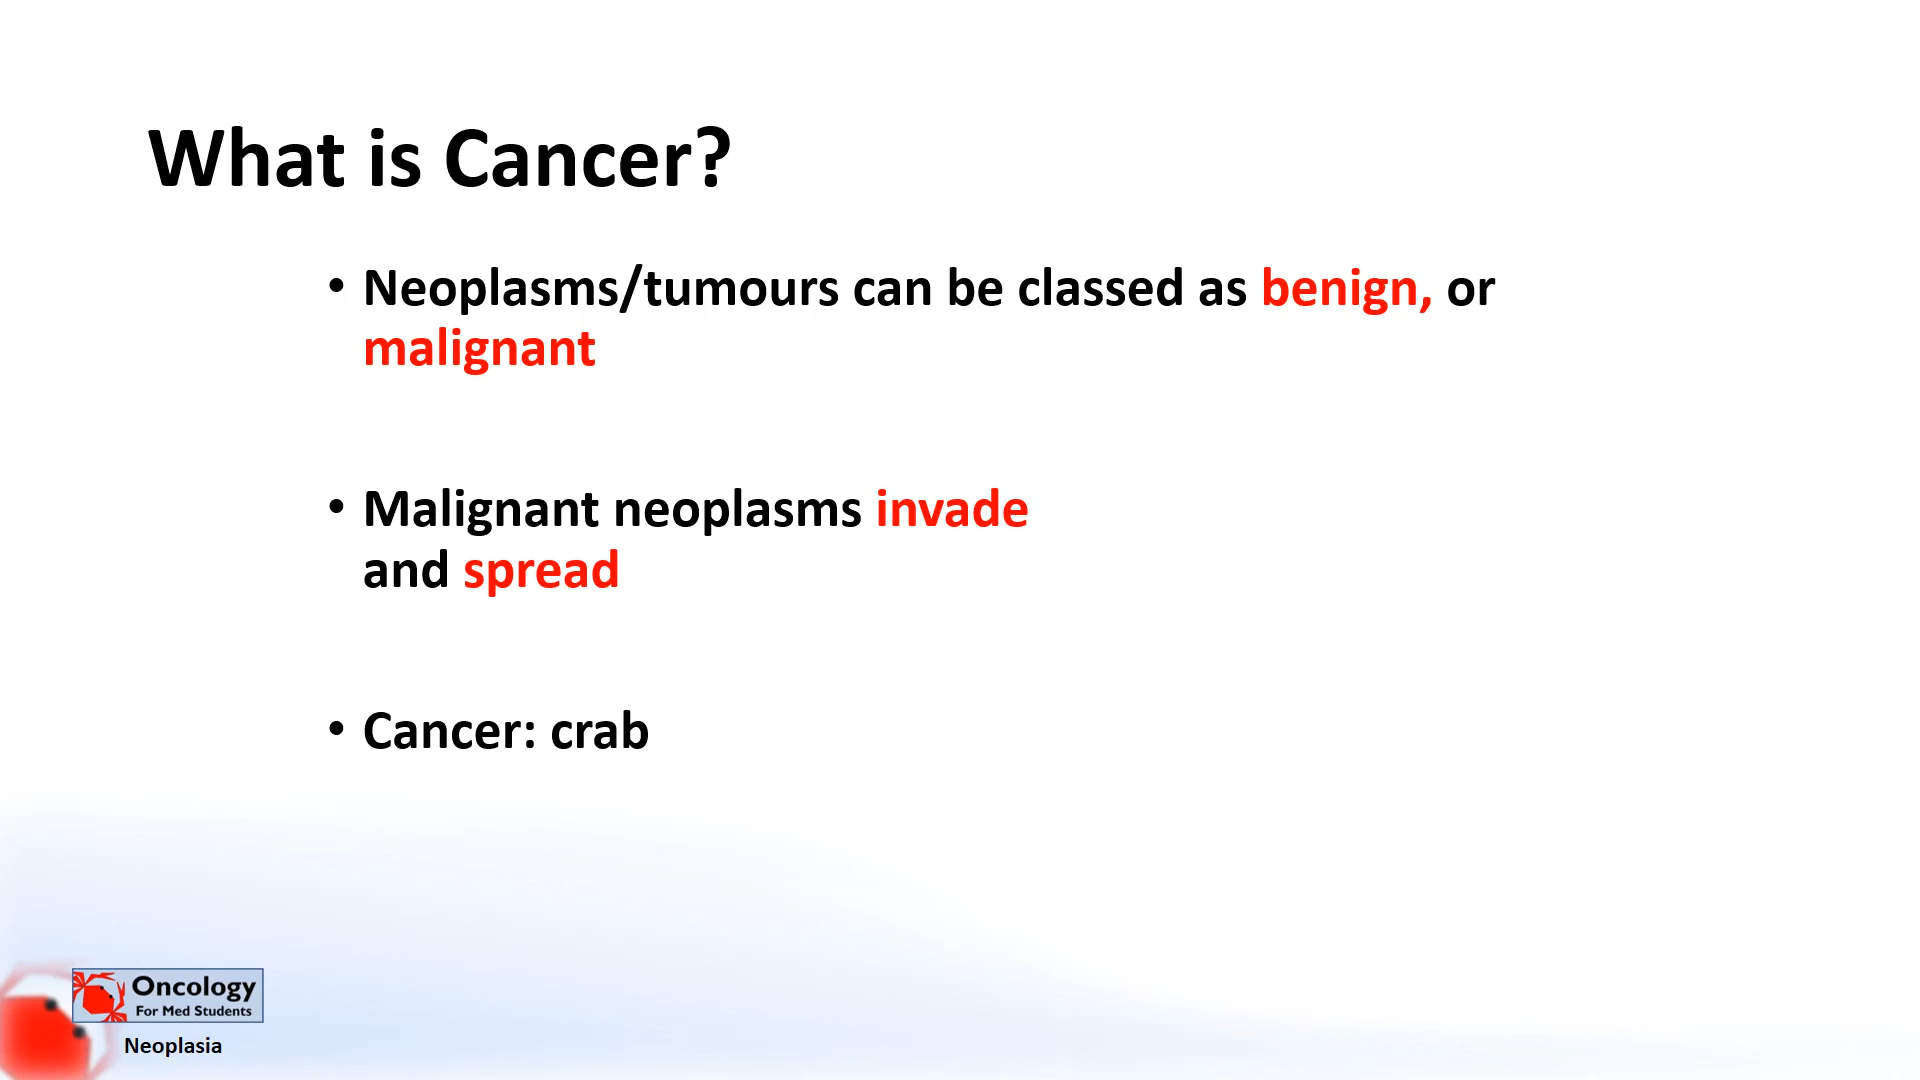 What is Cancer?
• Neoplasms/tumours can be classed as benign, or
malignant
• Malignant neoplasms invade
and spread
• Cancer: crab
Oncology
For Med Students
Neoplasia